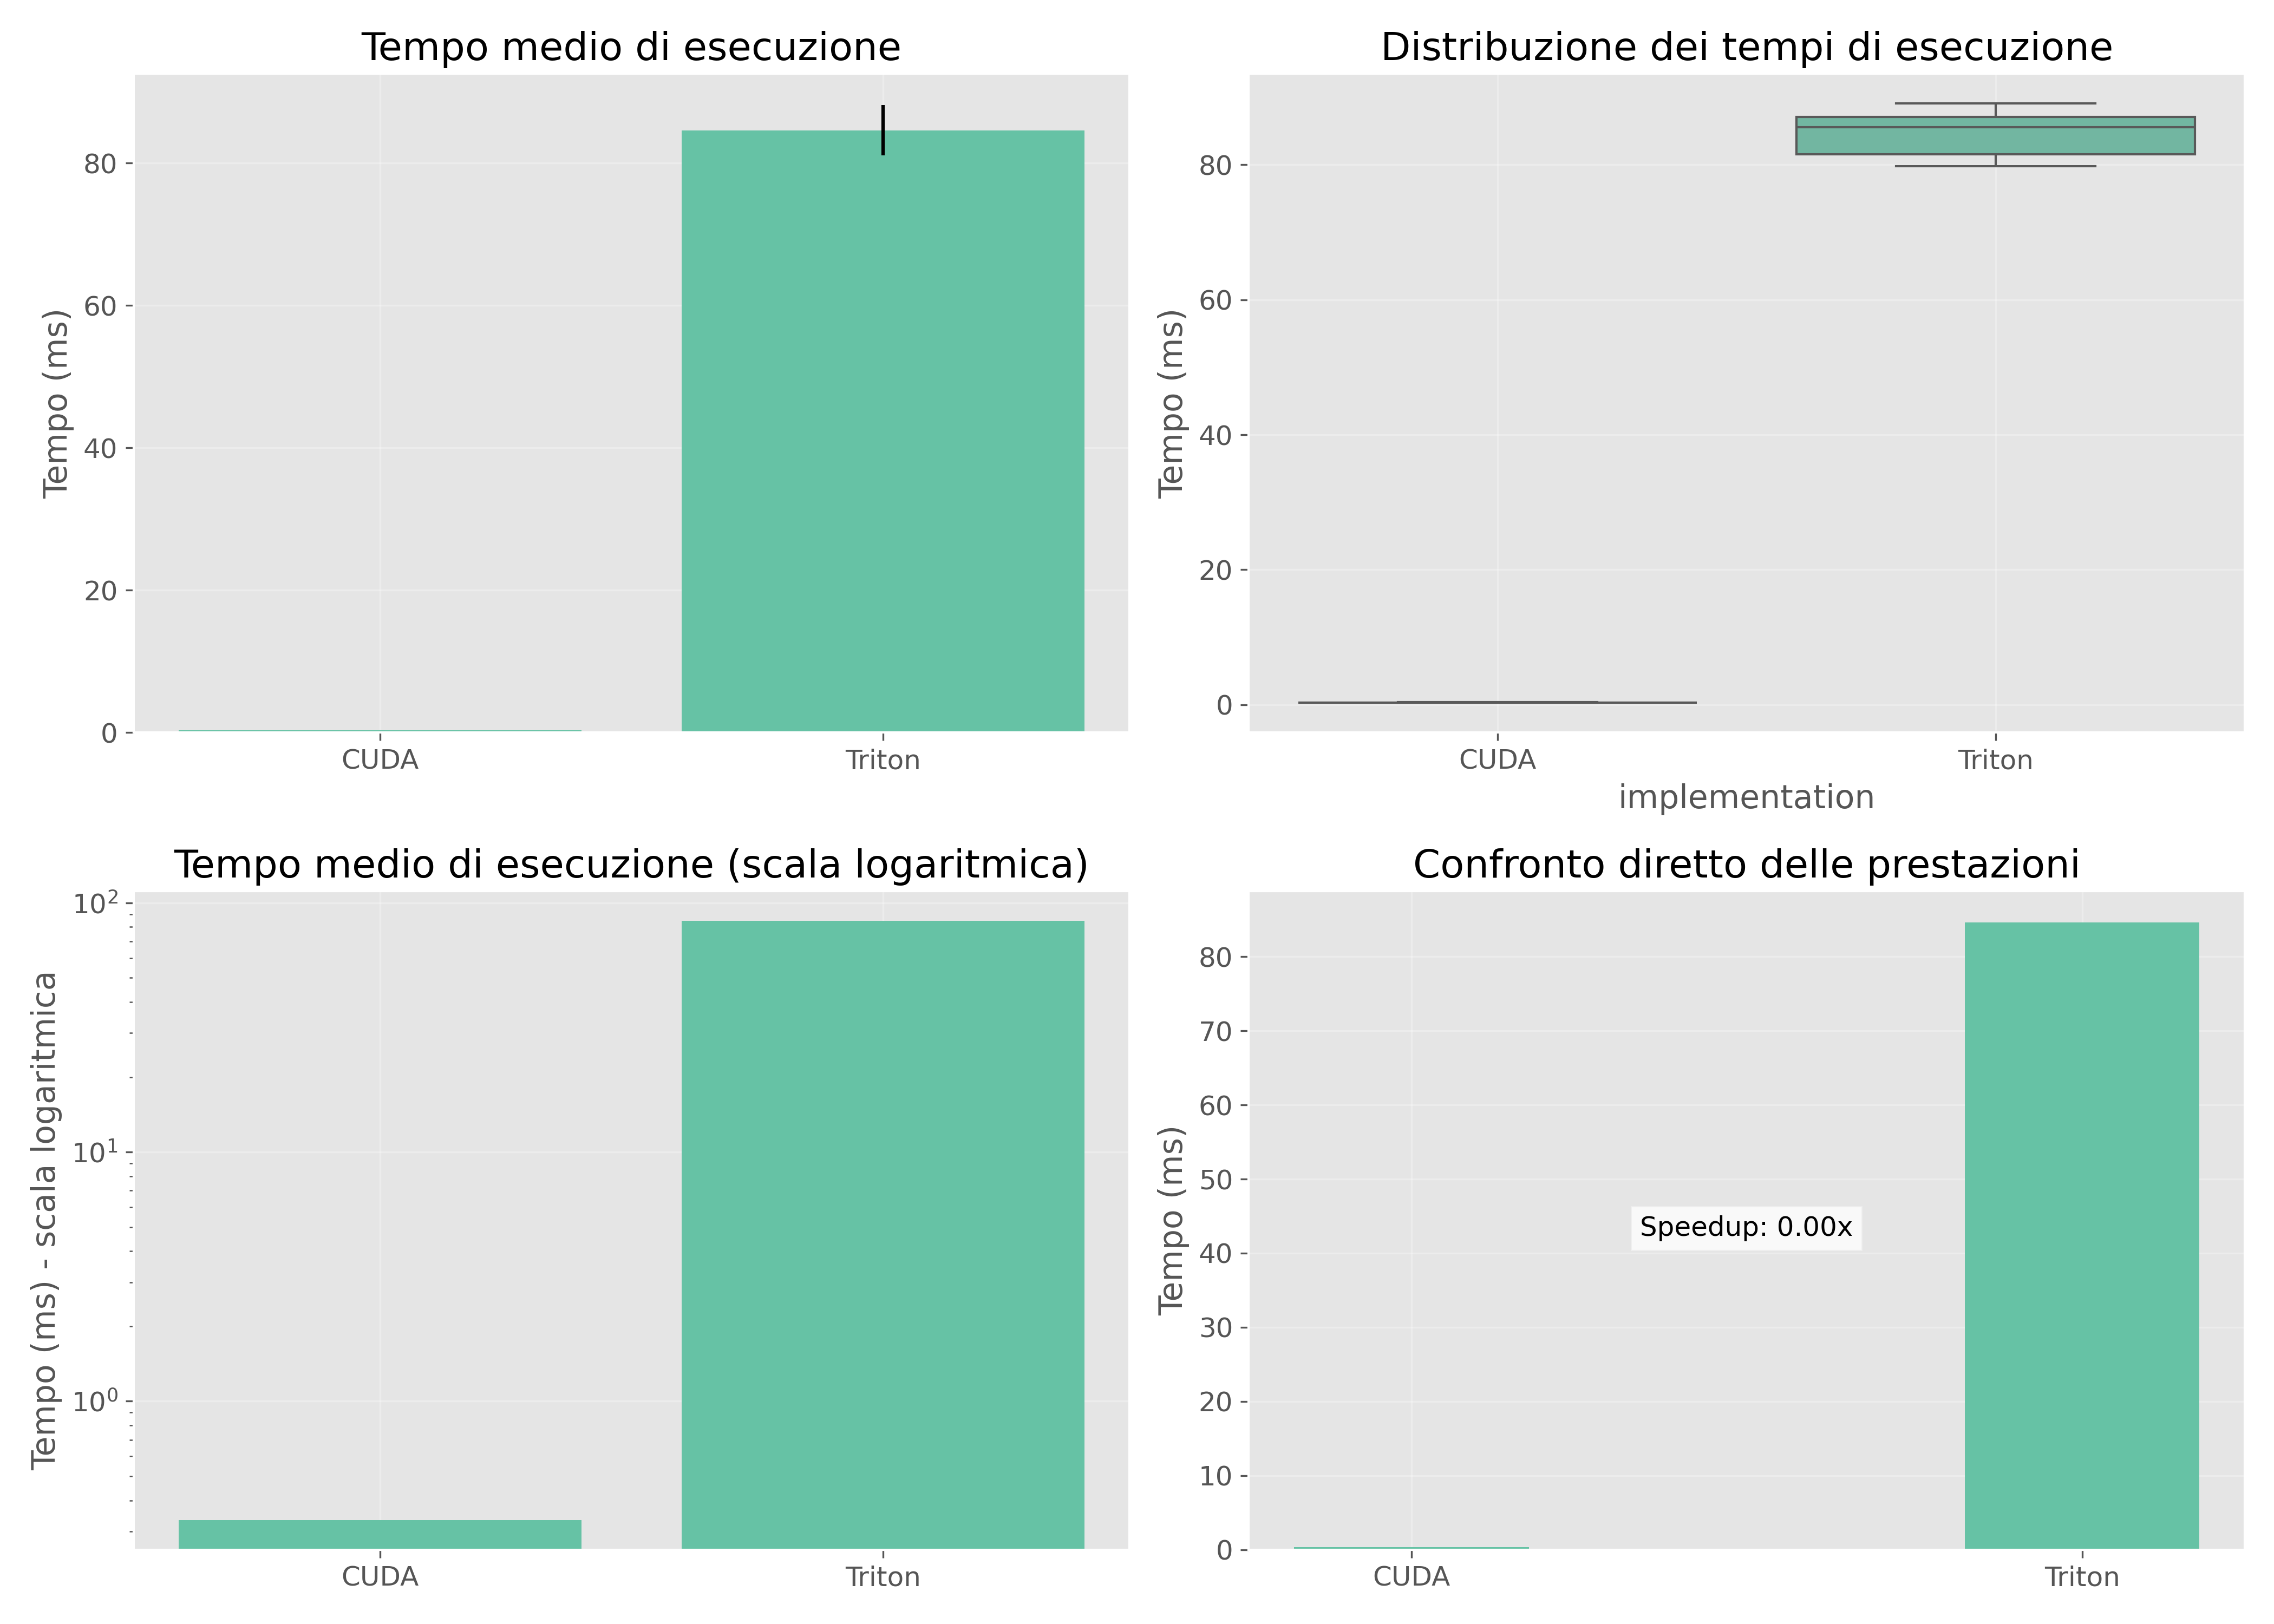 Tempo medio di esecuzione
Tempo (ms)
80
60
40
20
0
CUDA
Triton
Distribuzione dei tempi di esecuzione
Tempo (ms)
80
60
40
20
0
CUDA
Triton
implementation
Tempo medio di esecuzione (scala logaritmica)
Tempo (ms) - scala logaritmica
10²
10¹
10⁰
CUDA
Triton
Confronto diretto delle prestazioni
Tempo (ms)
80
70
60
50
40
30
20
10
0
Speedup: 0.00x
CUDA
Triton